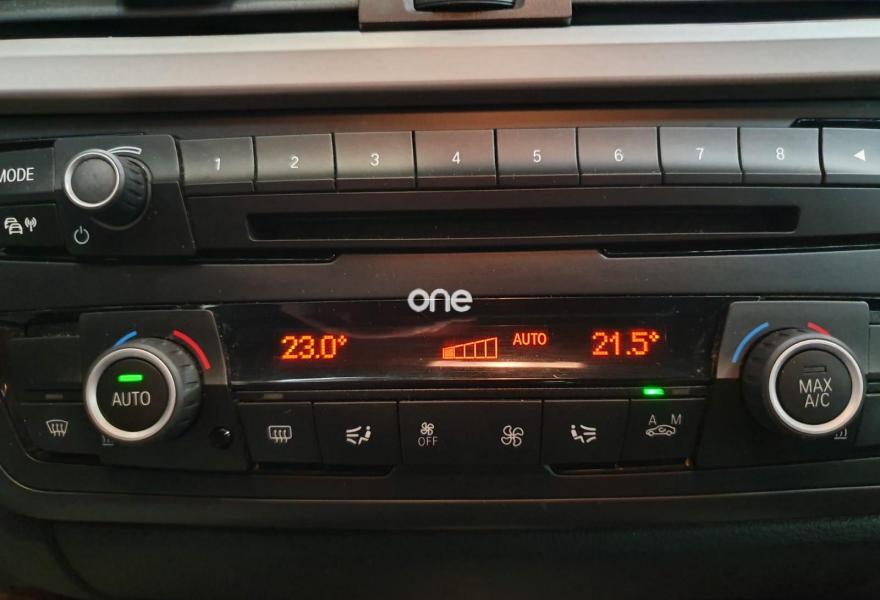 MODE
1 2 3 4 5 6 7 8
one
23.0° AUTO 21.5°
AUTO
OFF
A M
MAX
A/C